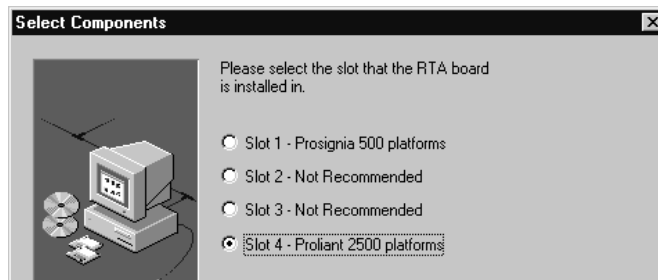 Select Components
Please select the slot that the RTA board
is installed in.
Slot 1 - Prosignia 500 platforms
Slot 2 - Not Recommended
Slot 3 - Not Recommended
Slot 4 - Proliant 2500 platforms